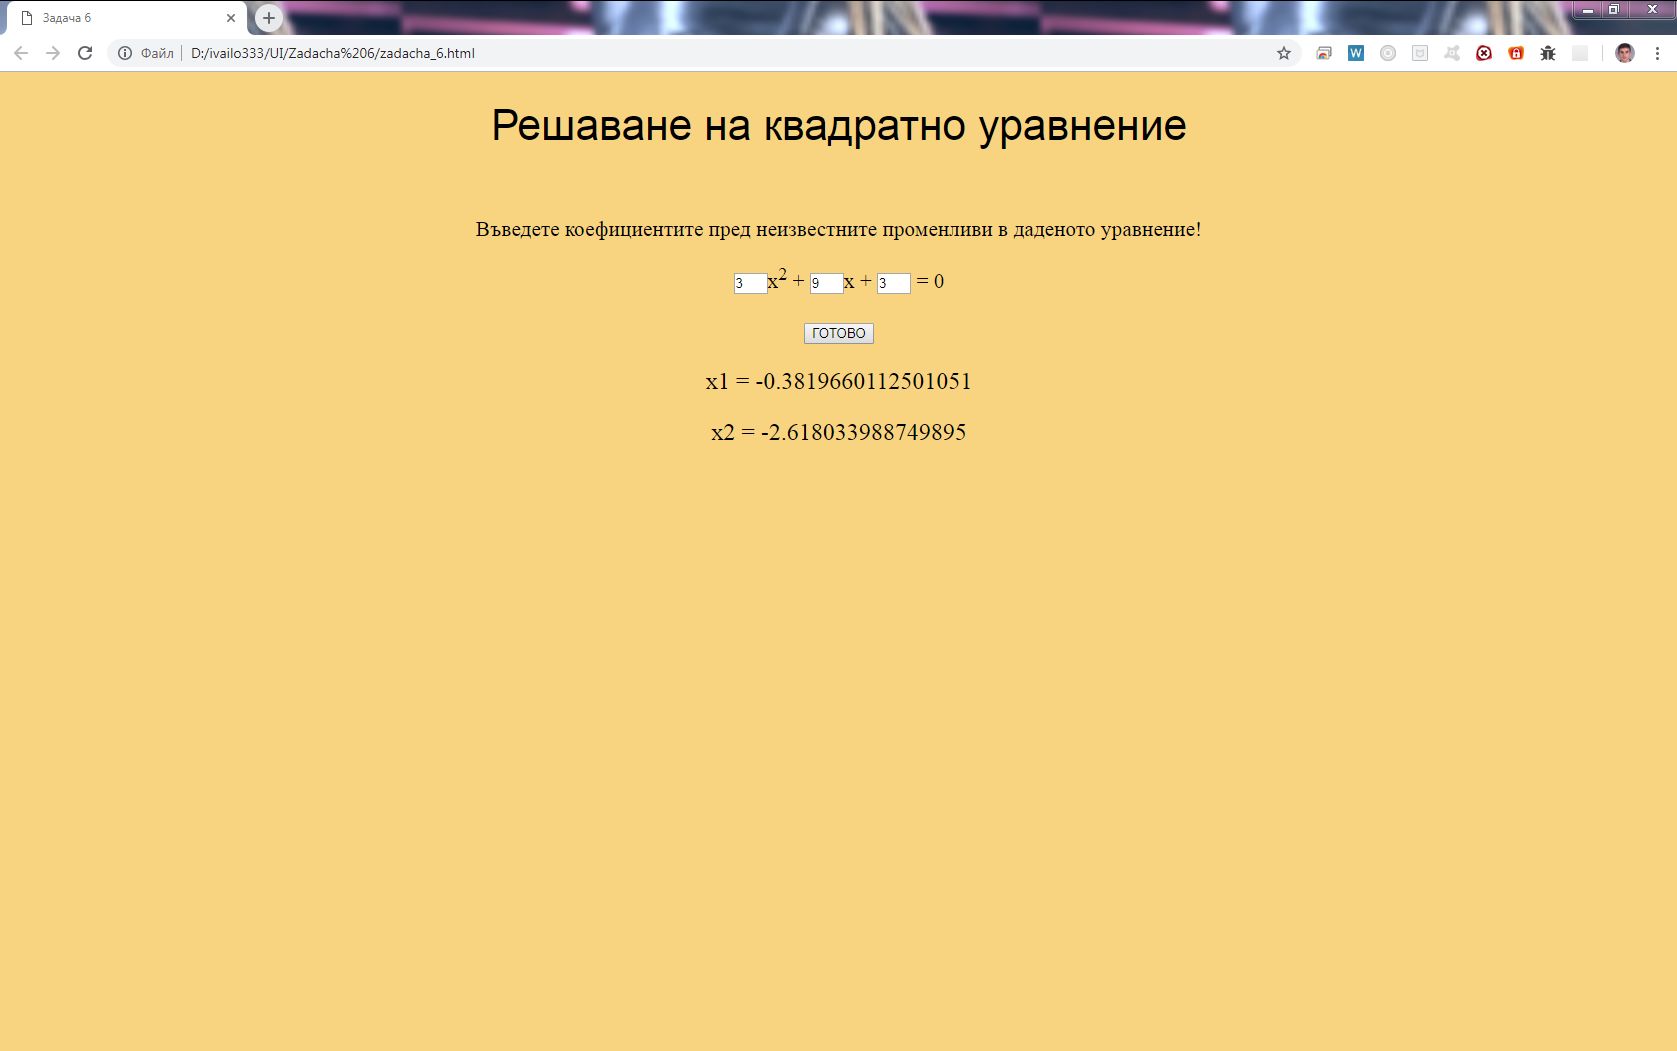 Задача 6
Файл D:/ivailo333/UI/Zadacha%206/zadacha_6.html
Решаване на квадратно уравнение
Въведете коефициентите пред неизвестните променливи в даденото уравнение!
3 x² + 9 x + 3 = 0
ГОТОВО
x1 = -0.3819660112501051
x2 = -2.618033988749895